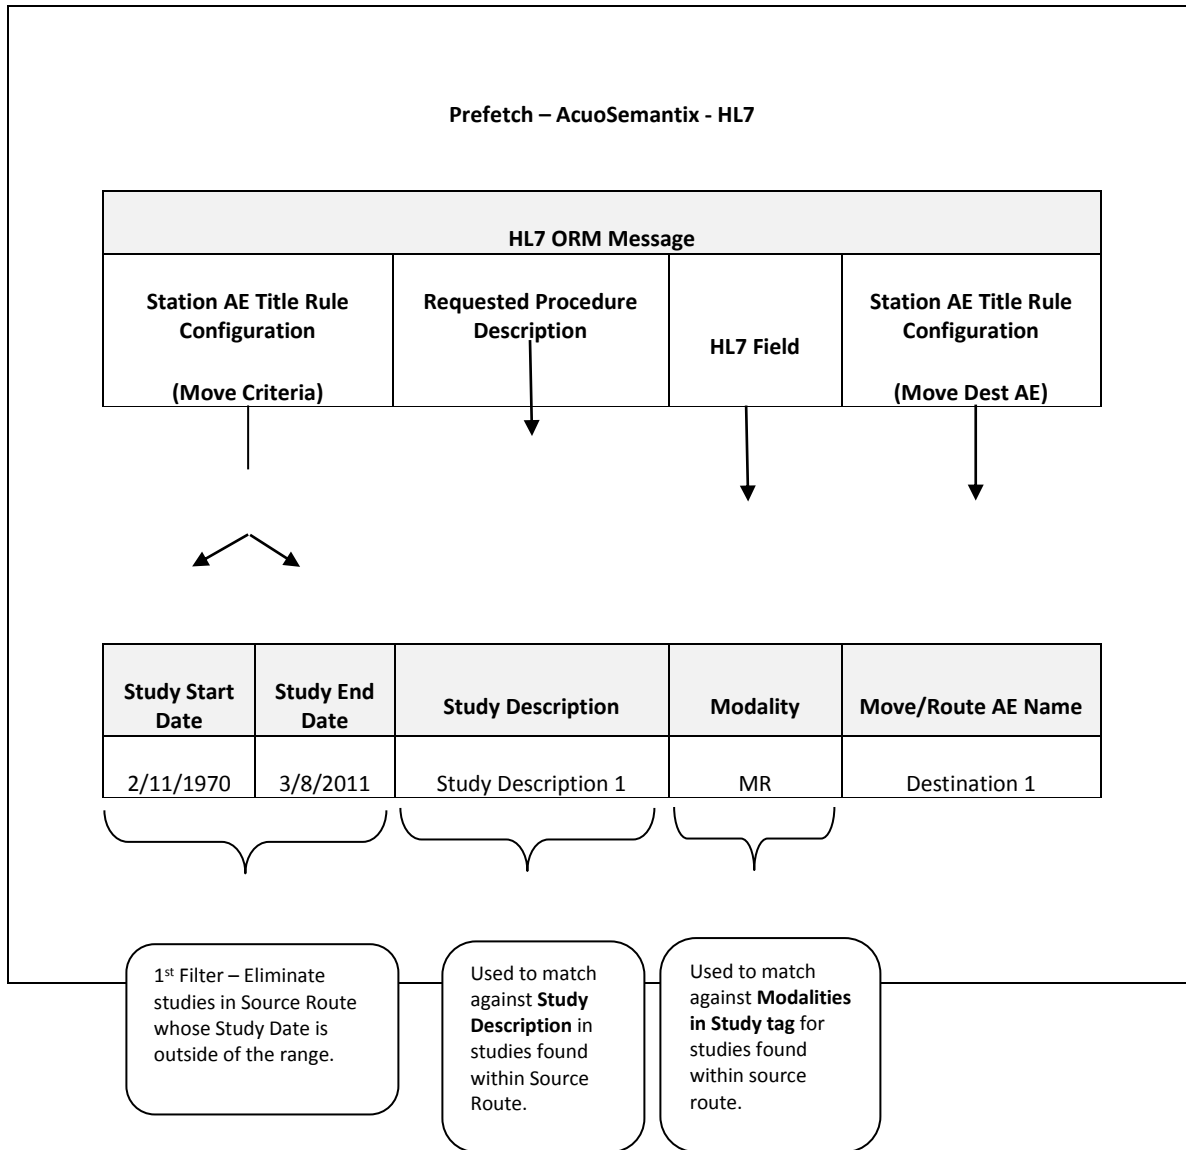 Prefetch – AcuoSemantix - HL7
HL7 ORM Message
Station AE Title Rule
Configuration
(Move Criteria)
Requested Procedure
Description
HL7 Field
Station AE Title Rule
Configuration
(Move Dest AE)
Study Start
Date
Study End
Date
Study Description
Modality
Move/Route AE Name
2/11/1970
3/8/2011
Study Description 1
MR
Destination 1
1st Filter – Eliminate
studies in Source Route
whose Study Date is
outside of the range.
Used to match
against Study
Description in
studies found
within Source
Route.
Used to match
against Modalities
in Study tag for
studies found
within source
route.